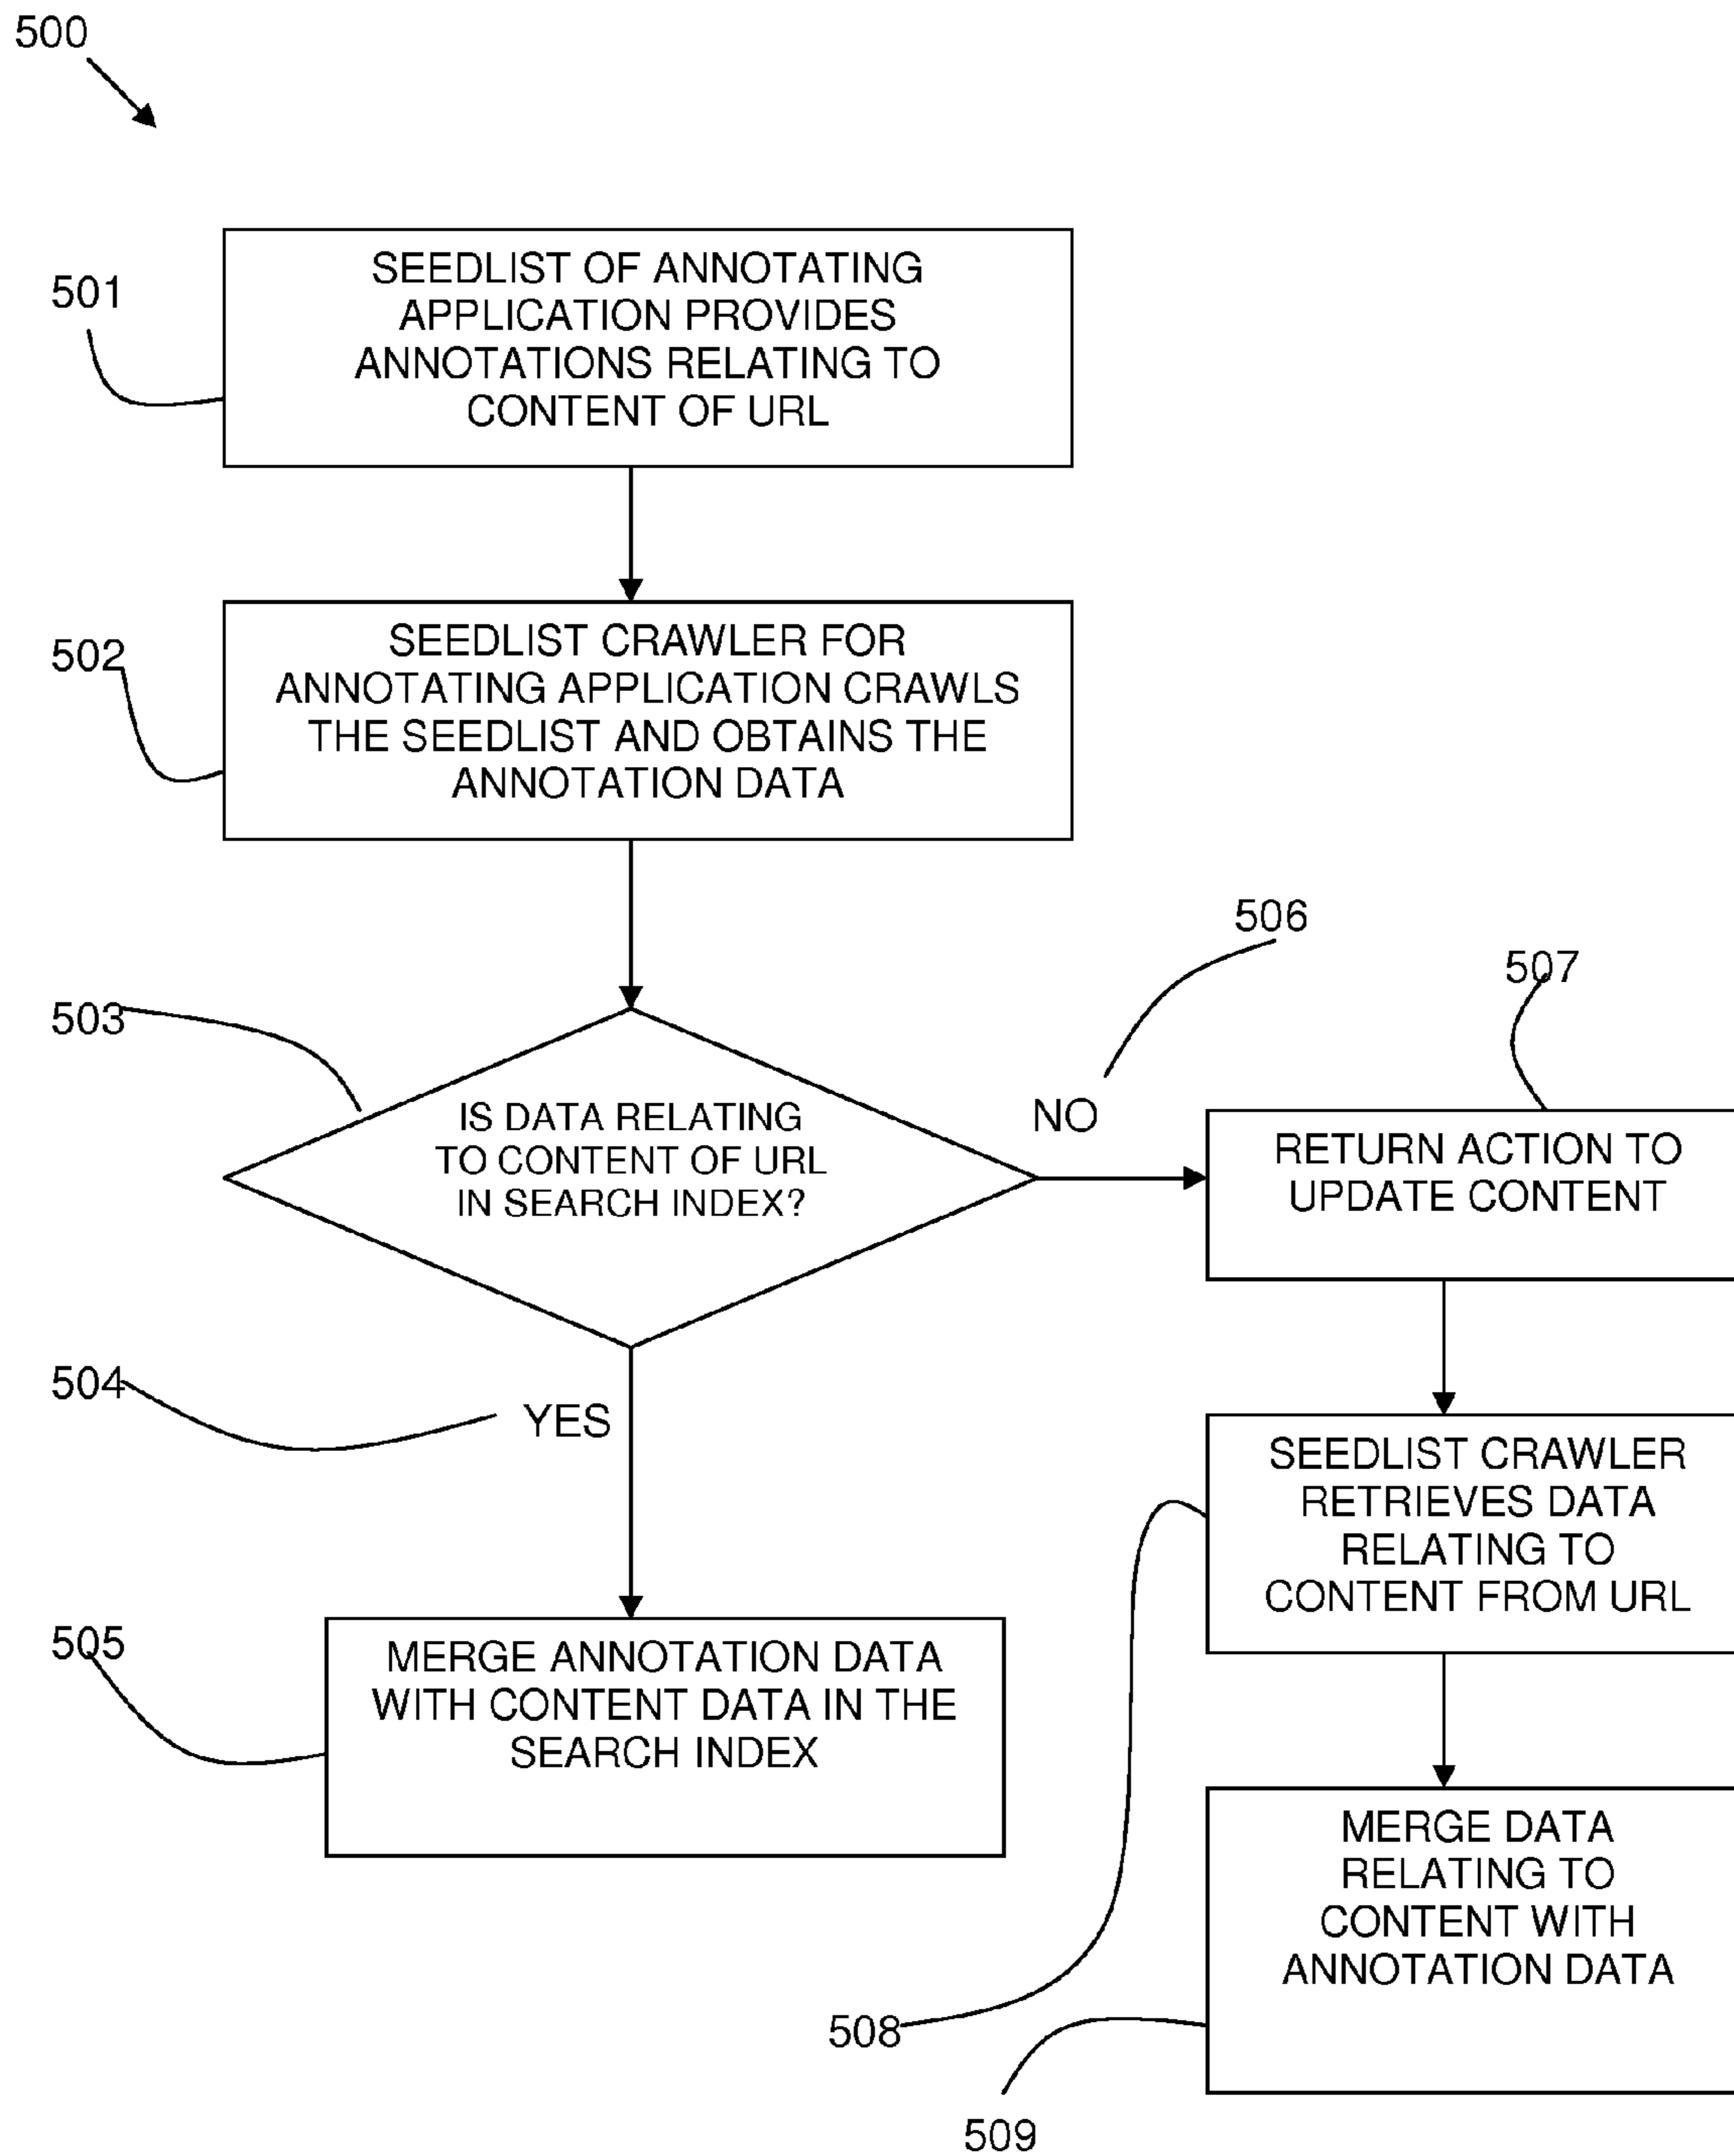 500
501
SEEDLIST OF ANNOTATING
APPLICATION PROVIDES
ANNOTATIONS RELATING TO
CONTENT OF URL
502
SEEDLIST CRAWLER FOR
ANNOTATING APPLICATION CRAWLS
THE SEEDLIST AND OBTAINS THE
ANNOTATION DATA
503
IS DATA RELATING
TO CONTENT OF URL
IN SEARCH INDEX?
504
YES
505
MERGE ANNOTATION DATA
WITH CONTENT DATA IN THE
SEARCH INDEX
506
NO
507
RETURN ACTION TO
UPDATE CONTENT
SEEDLIST CRAWLER
RETRIEVES DATA
RELATING TO
CONTENT FROM URL
508
MERGE DATA
RELATING TO
CONTENT WITH
ANNOTATION DATA
509